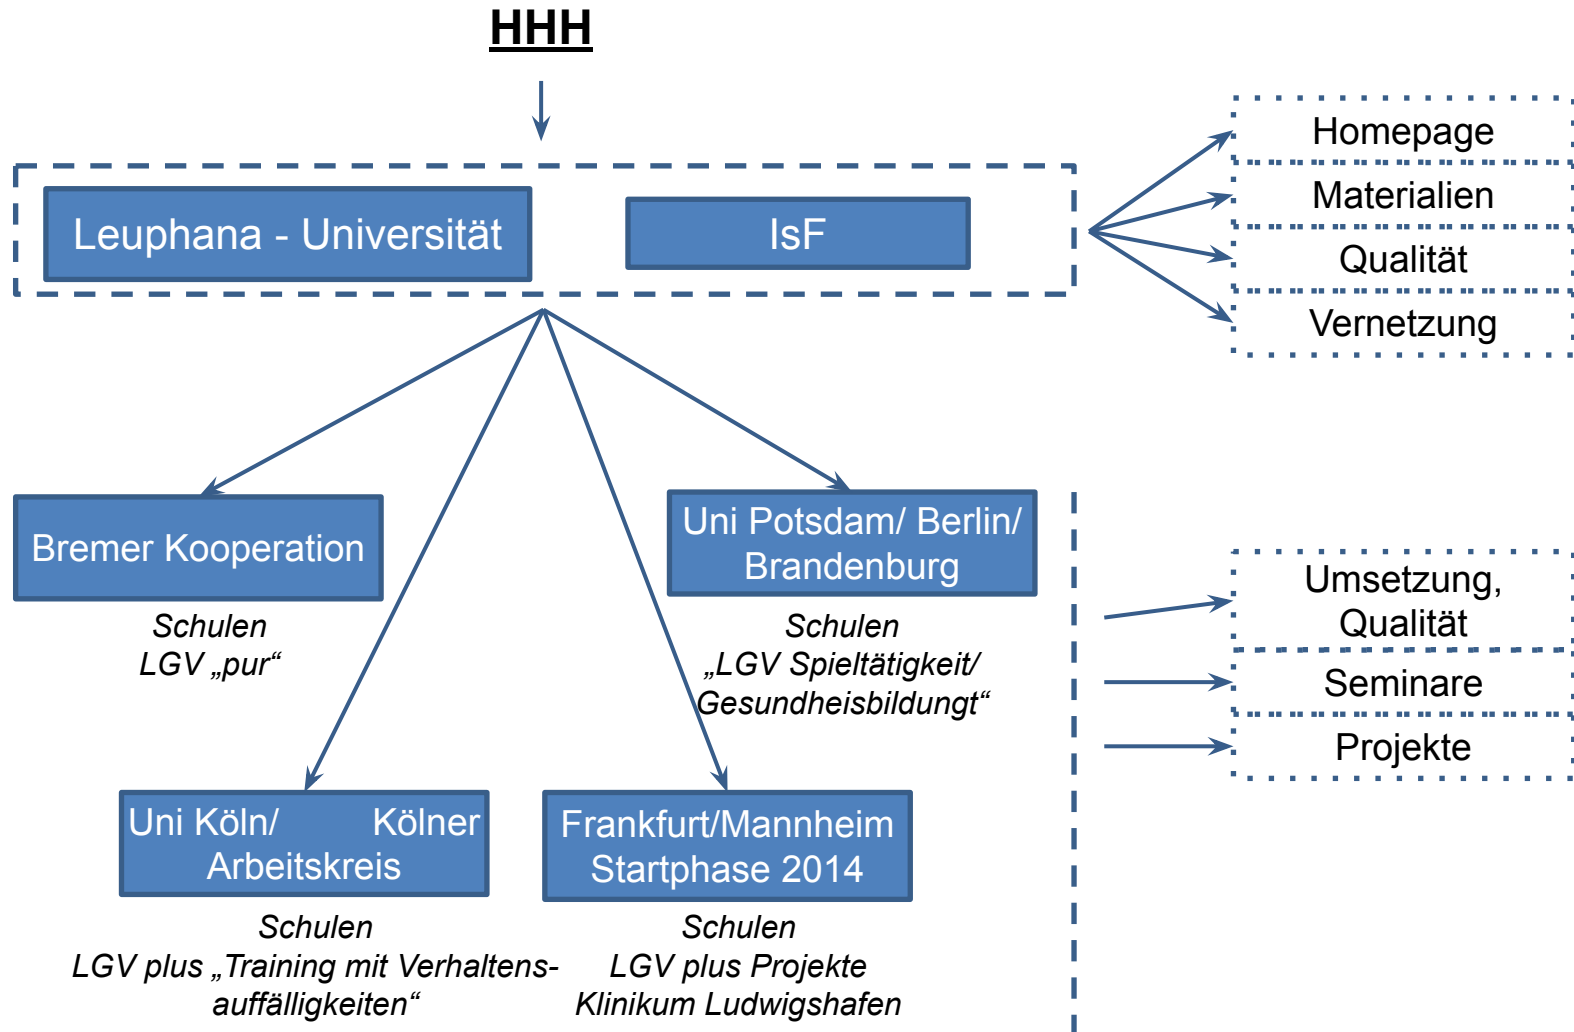 HHH
Leuphana - Universität
IsF
Homepage
Materialien
Qualität
Vernetzung
Bremer Kooperation
Schulen
LGV „pur“
Uni Potsdam/ Berlin/
Brandenburg
Schulen
„LGV Spieltätigkeit/
Gesundheisbildungt“
Umsetzung,
Qualität
Seminare
Projekte
Uni Köln/ Kölner
Arbeitskreis
Schulen
LGV plus „Training mit Verhaltens-
auffälligkeiten“
Frankfurt/Mannheim
Startphase 2014
Schulen
LGV plus Projekte
Klinikum Ludwigshafen